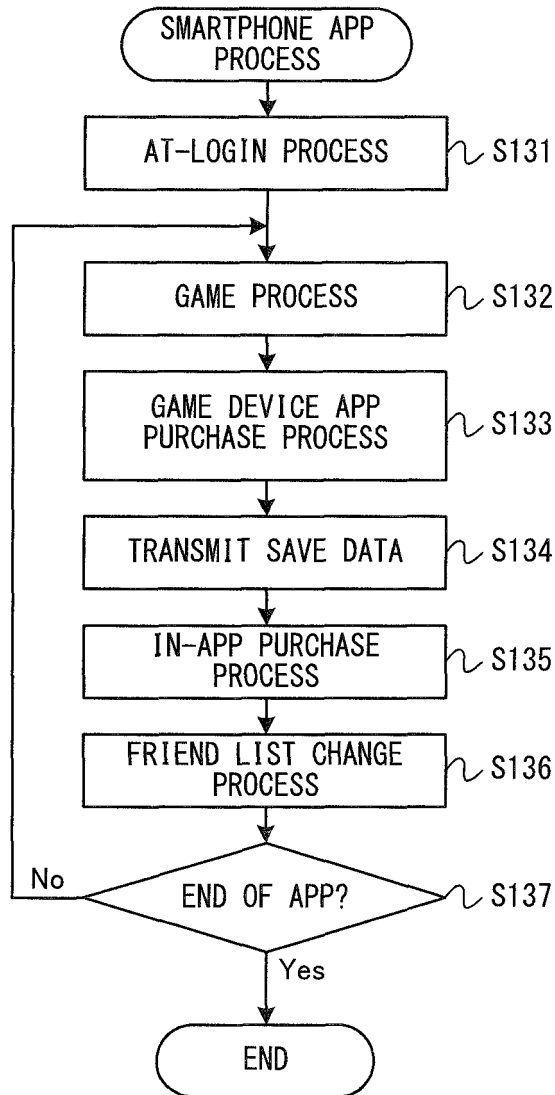 SMARTPHONE APP
PROCESS
AT-LOGIN PROCESS
S131
GAME PROCESS
S132
GAME DEVICE APP
PURCHASE PROCESS
S133
TRANSMIT SAVE DATA
S134
IN-APP PURCHASE
PROCESS
S135
FRIEND LIST CHANGE
PROCESS
S136
No
END OF APP?
S137
Yes
END